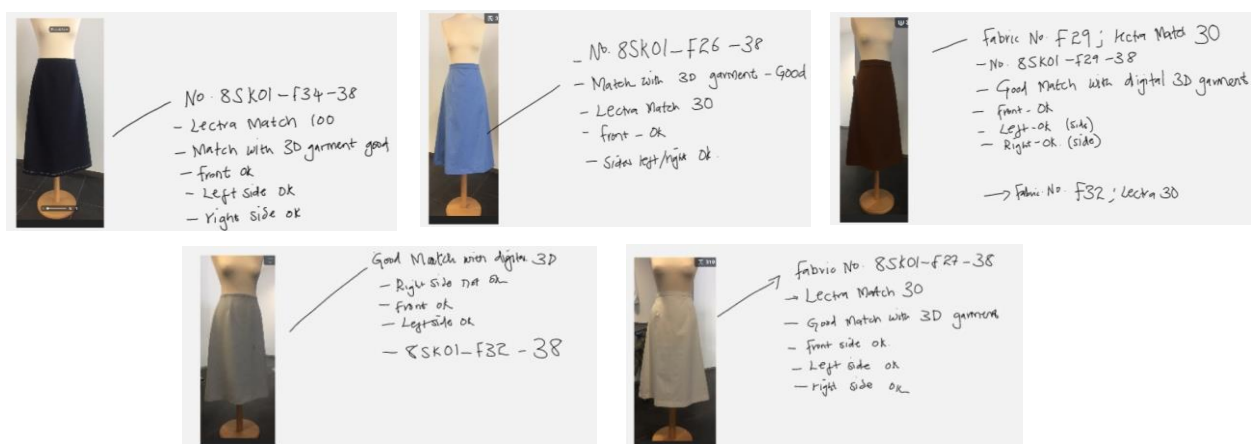 No. 8SK01-F34-38
- Lectra Match 100
- Match with 3D garment good
- Front ok
- Left side ok
- right side ok
- No. 8SK01-F26-38
- Match with 3D garment - Good
- Lectra Match 30
- Front - Ok
- Sides left/right Ok.
Fabric No. F29; Lectra Match 30
- No. 8SK01-F29-38
- Good Match with digital 3D garment
- Front - Ok
- Left - Ok (side)
- Right - Ok. (side)
→ Fabric No. F32; Lectra 30
Good Match with digital 3D
- Right side not ok
- Front ok
- Left side ok
- 8SK01-F32-38
Fabric No. 8SK01-F27-38
- Lectra Match 30
- Good Match with 3D garment
- Front side ok.
- Left side ok
- right side ok